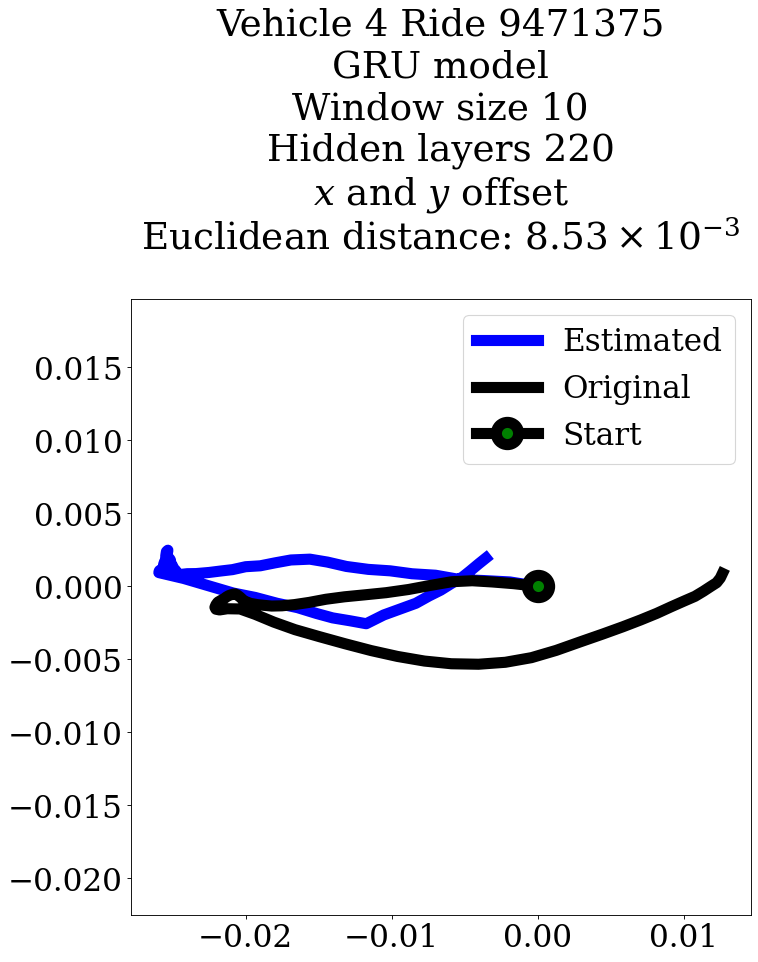 Vehicle 4 Ride 9471375
GRU model
Window size 10
Hidden layers 220
x and y offset
Euclidean distance: 8.53 × 10⁻³
Estimated
Original
Start
0.015
0.010
0.005
0.000
−0.005
−0.010
−0.015
−0.020
−0.02 −0.01 0.00 0.01